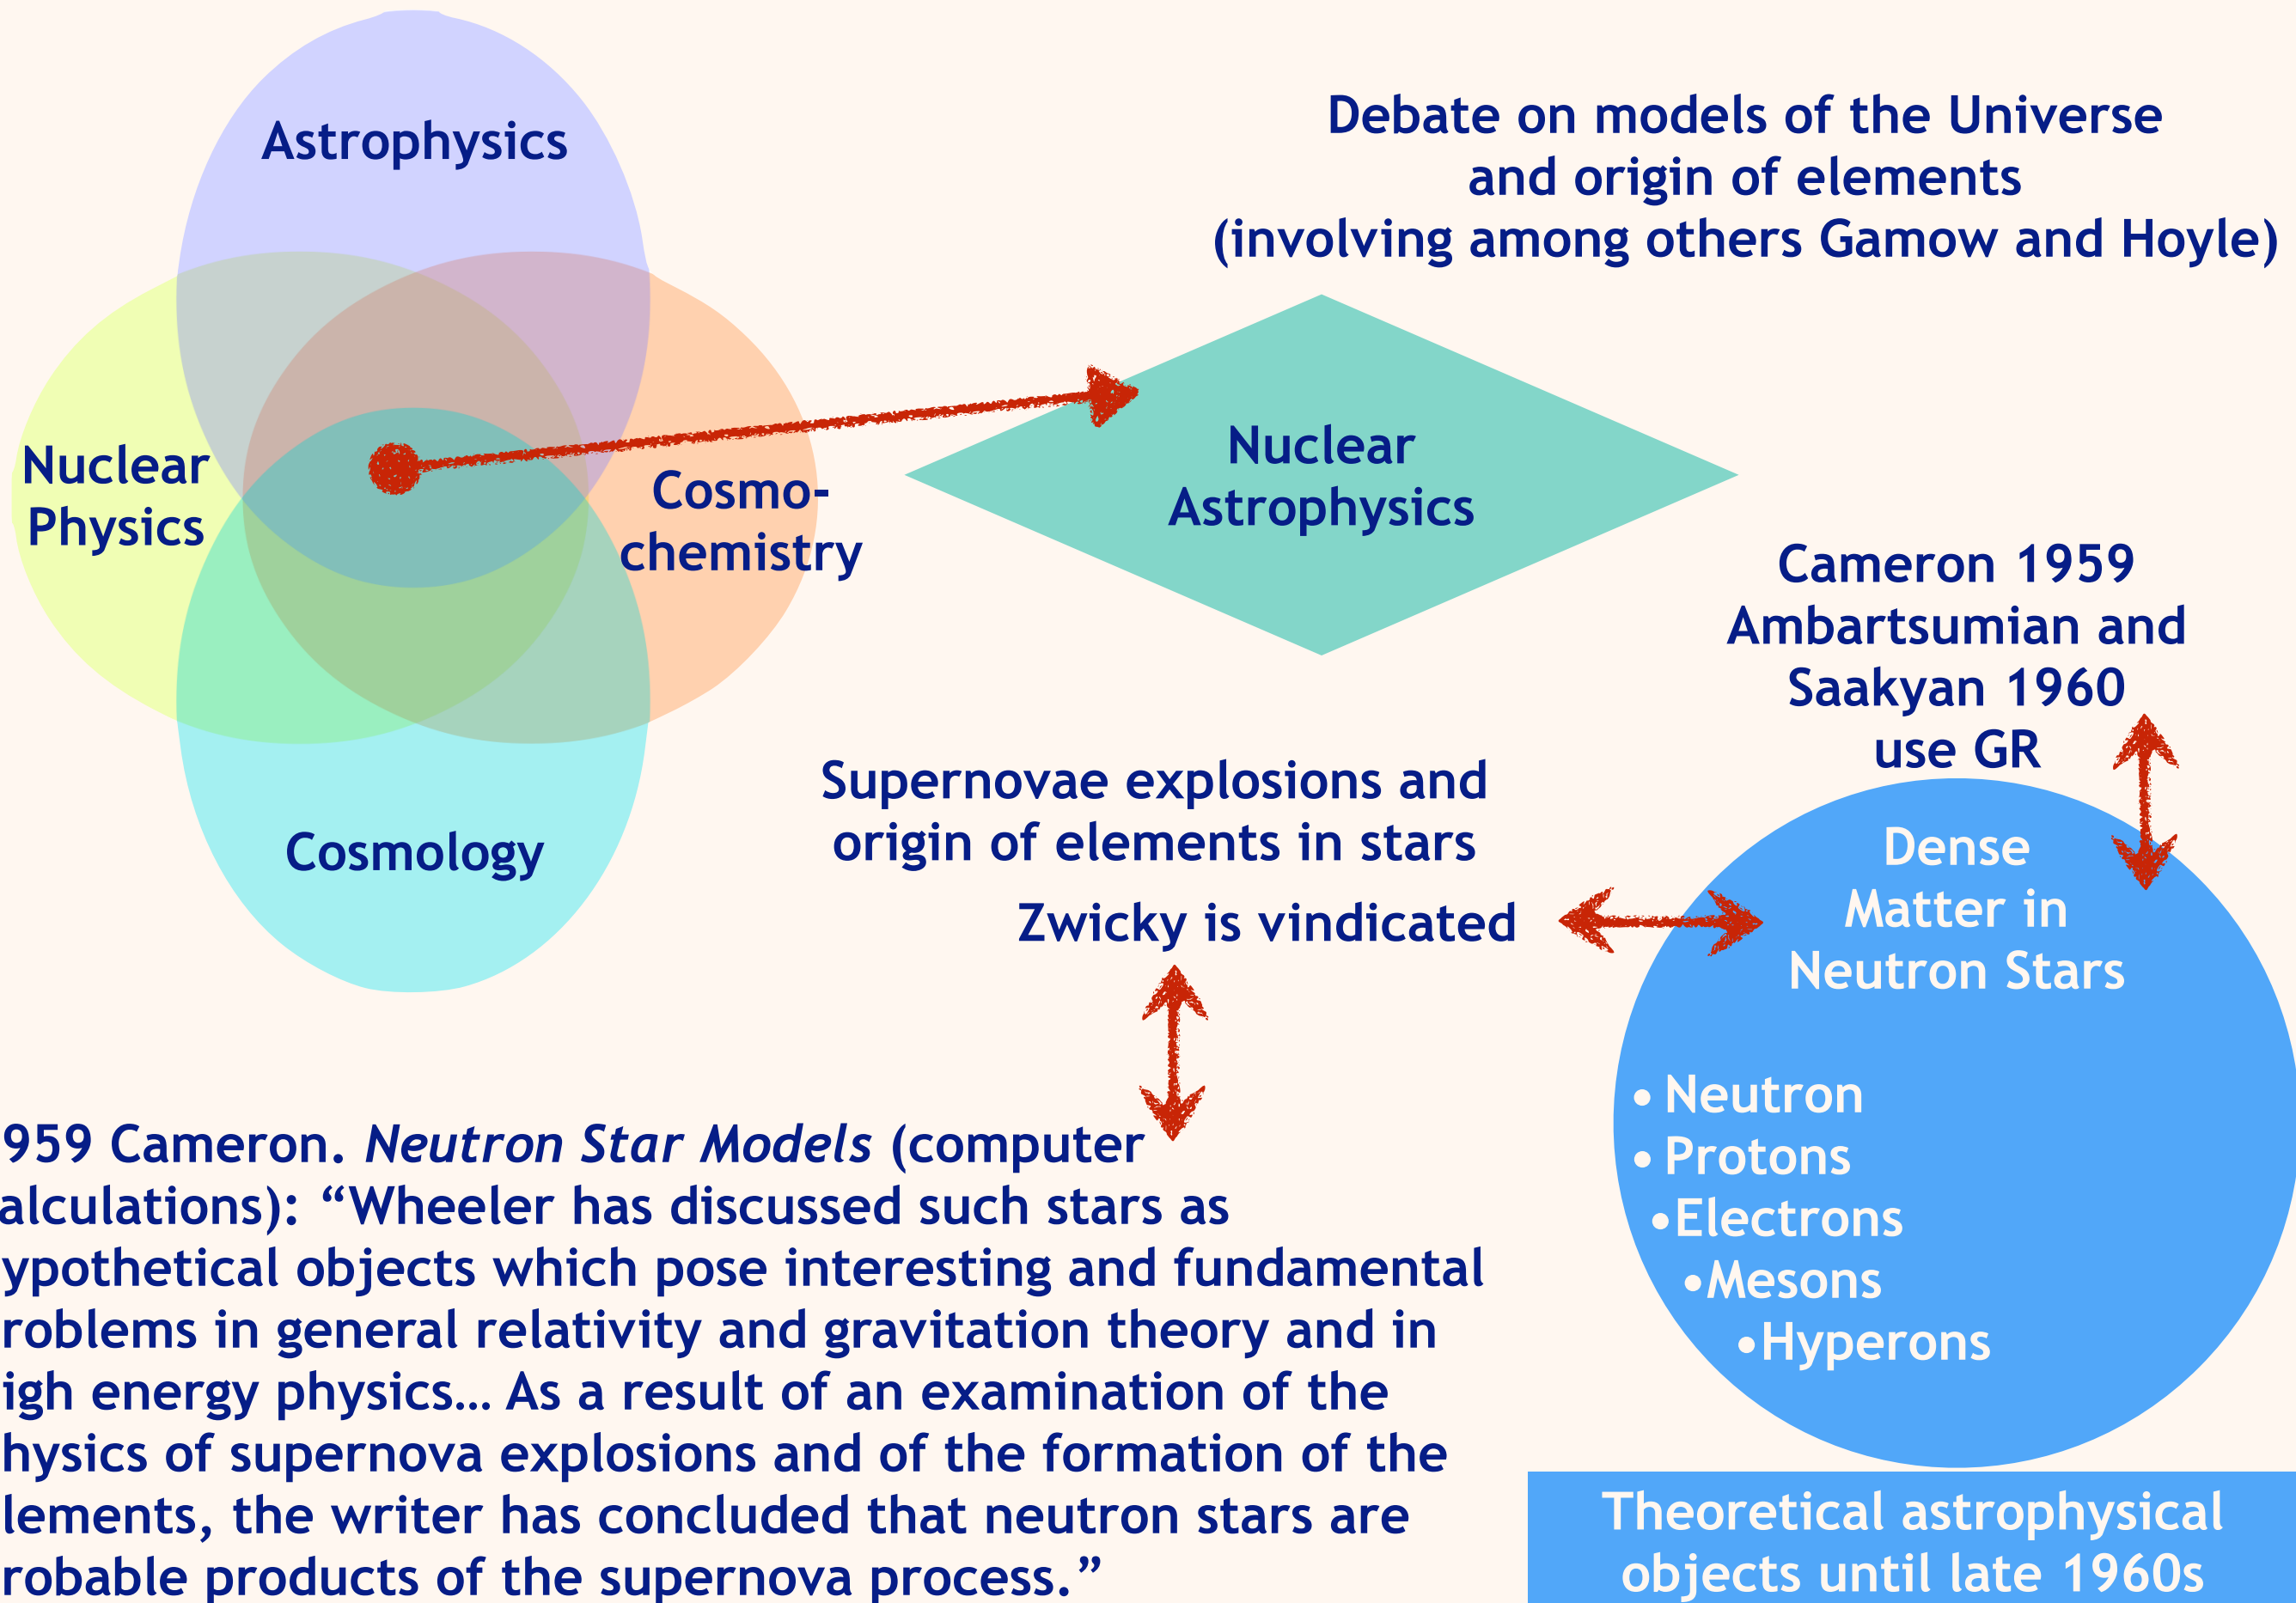 Astrophysics
Nuclear
Physics
Cosmo-
chemistry
Cosmology
Debate on models of the Universe
and origin of elements
(involving among others Gamow and Hoyle)
Nuclear
Astrophysics
Cameron 1959
Ambartsumian and
Saakyan 1960
use GR
Supernovae explosions and
origin of elements in stars
Zwicky is vindicated
Dense
Matter in
Neutron Stars
• Neutron
• Protons
•Electrons
•Mesons
•Hyperons
959 Cameron. Neutron Star Models (computer
alculations): “Wheeler has discussed such stars as
ypothetical objects which pose interesting and fundamental
roblems in general relativity and gravitation theory and in
igh energy physics… As a result of an examination of the
hysics of supernova explosions and of the formation of the
lements, the writer has concluded that neutron stars are
robable products of the supernova process.”
Theoretical astrophysical
objects until late 1960s